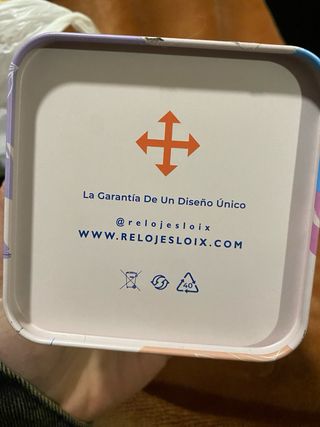 La Garantía De Un Diseño Único
@relojesloix
WWW.RELOJESLOIX.COM
40